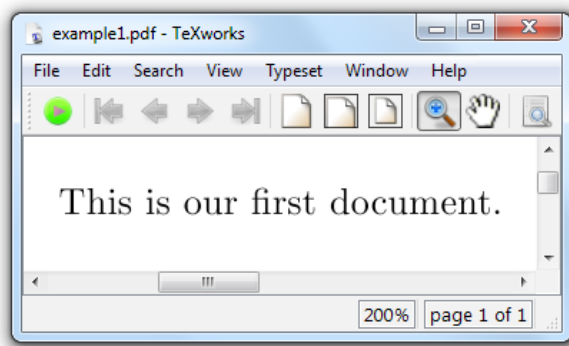 example1.pdf - TeXworks
File Edit Search View Typeset Window Help
This is our first document.
200% page 1 of 1